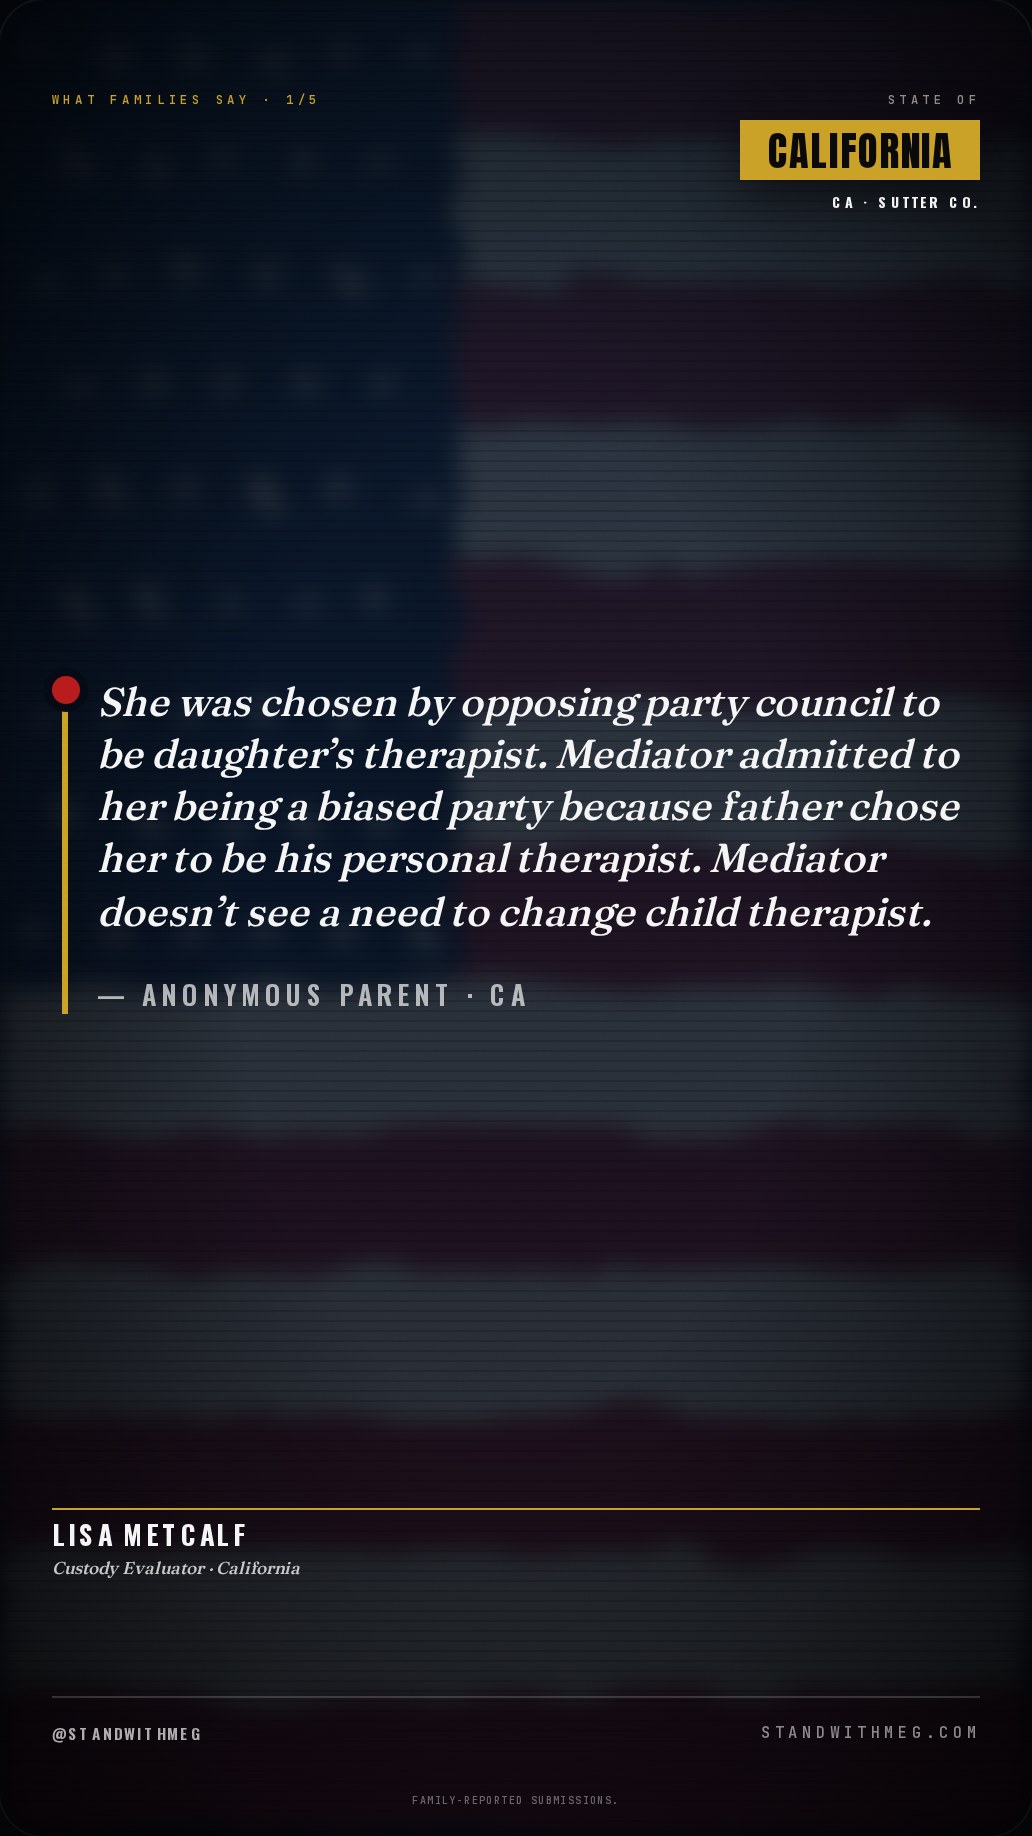 WHAT FAMILIES SAY · 1/5
STATE OF
CALIFORNIA
CA · SUTTER CO.
She was chosen by opposing party council to
be daughter’s therapist. Mediator admitted to
her being a biased party because father chose
her to be his personal therapist. Mediator
doesn’t see a need to change child therapist.
— ANONYMOUS PARENT · CA
LISA METCALF
Custody Evaluator · California
@STANDWITHMEG
STANDWITHMEG.COM
FAMILY-REPORTED SUBMISSIONS.